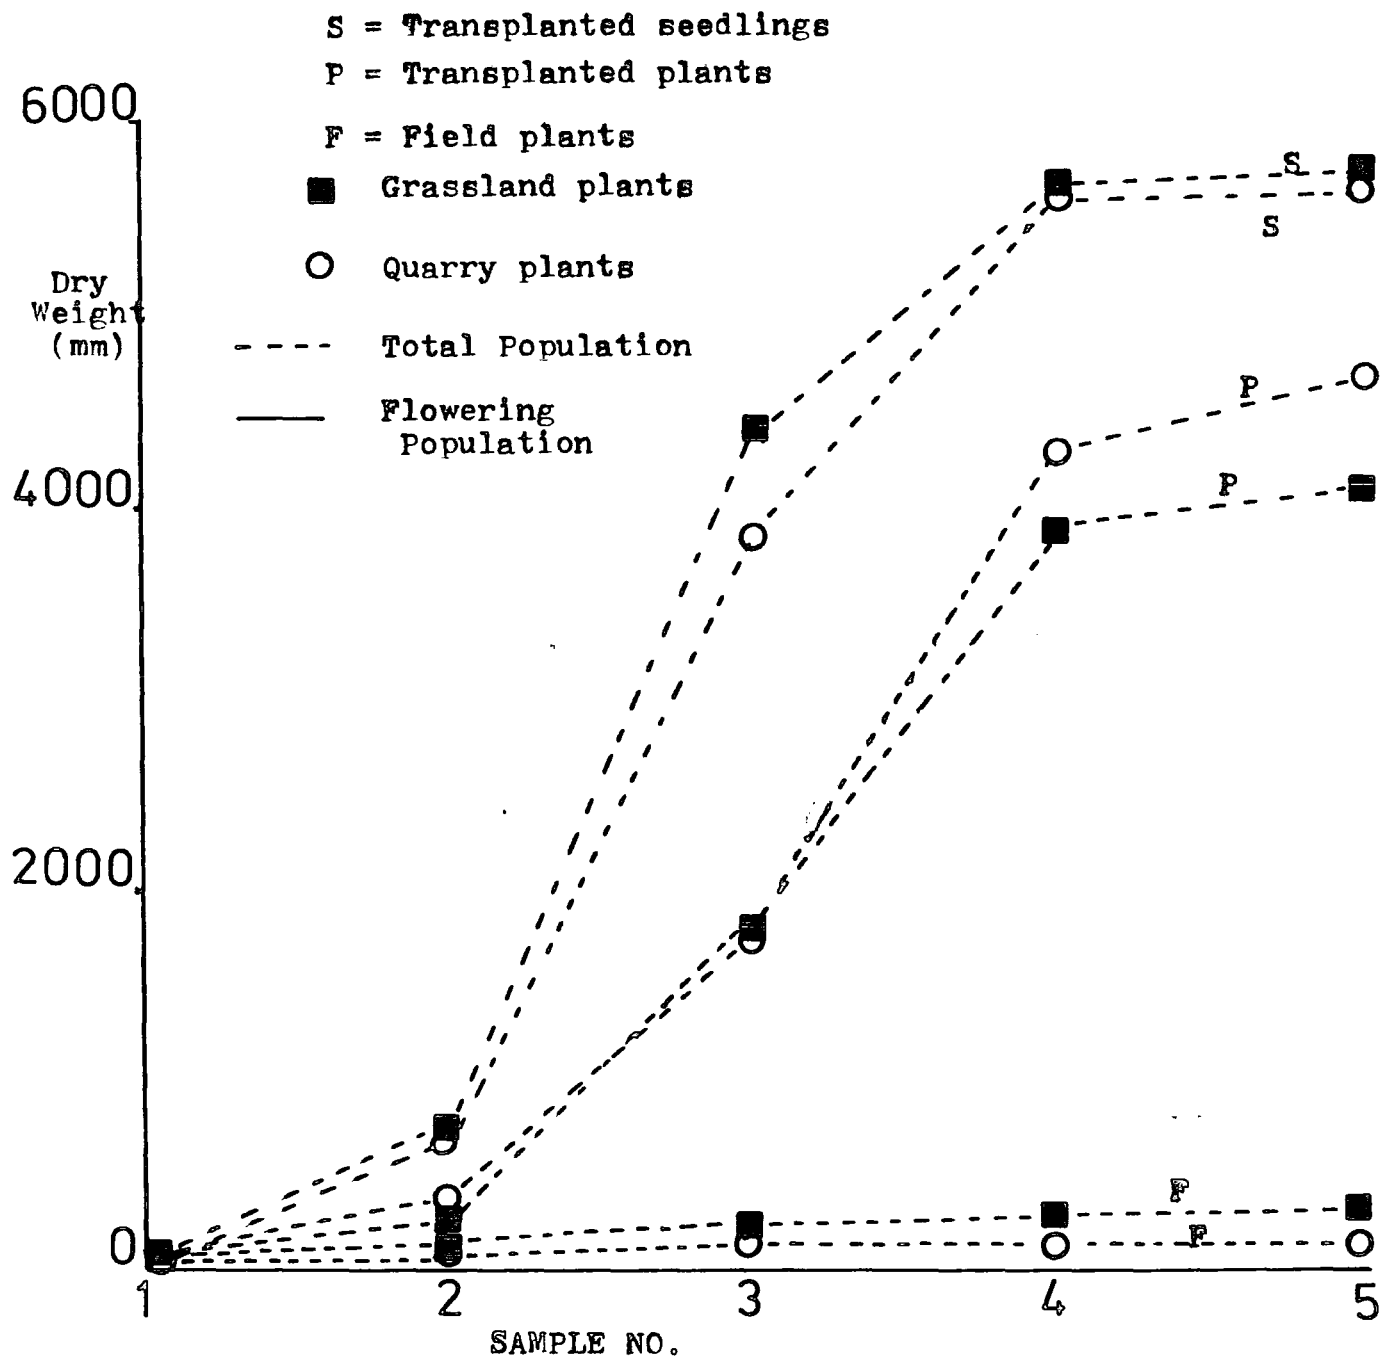 S = Transplanted seedlings
P = Transplanted plants
F = Field plants
Grassland plants
Quarry plants
Total Population
Flowering
Population
6000
Dry
Weight
(mm)
4000
2000
0
S
S
P
P
F
F
1 2 3 4 5
SAMPLE NO.